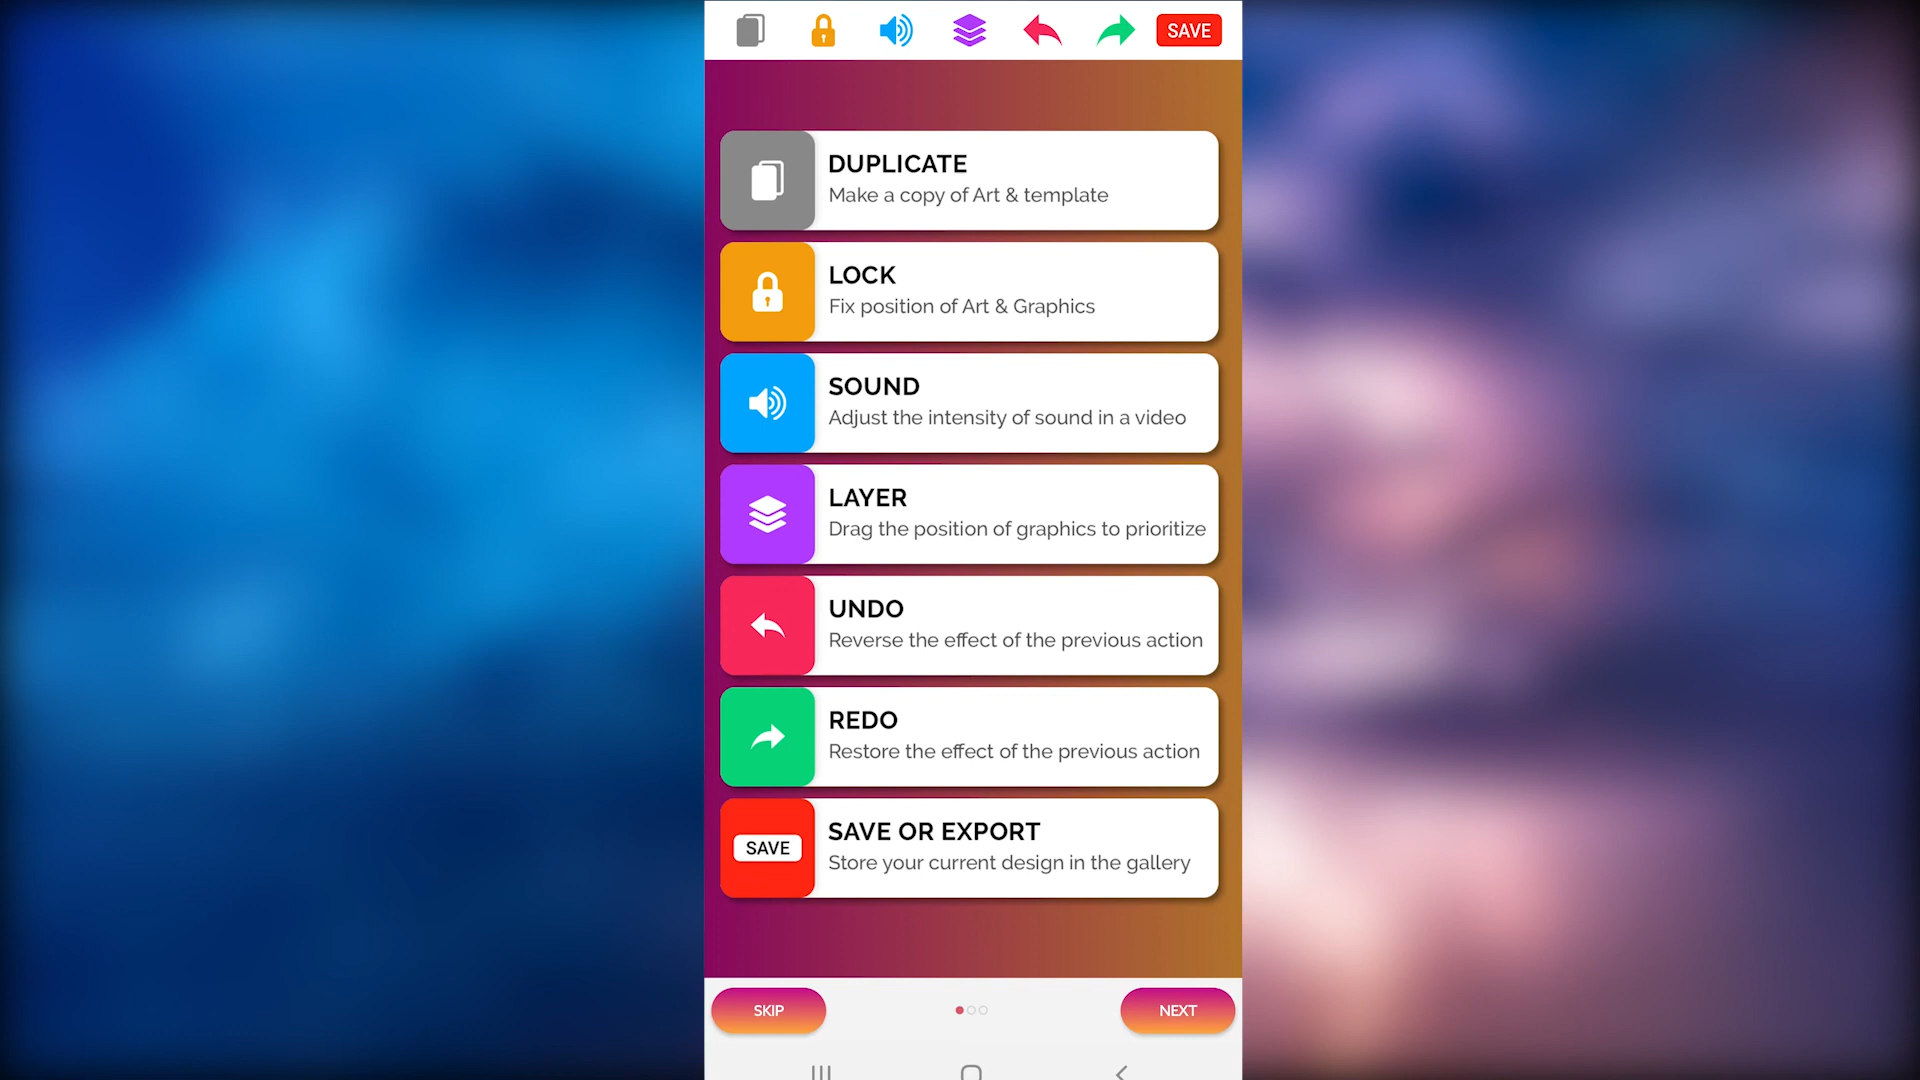 SAVE
DUPLICATE
Make a copy of Art & template
LOCK
Fix position of Art & Graphics
SOUND
Adjust the intensity of sound in a video
LAYER
Drag the position of graphics to prioritize
UNDO
Reverse the effect of the previous action
REDO
Restore the effect of the previous action
SAVE
SAVE OR EXPORT
Store your current design in the gallery
SKIP
NEXT